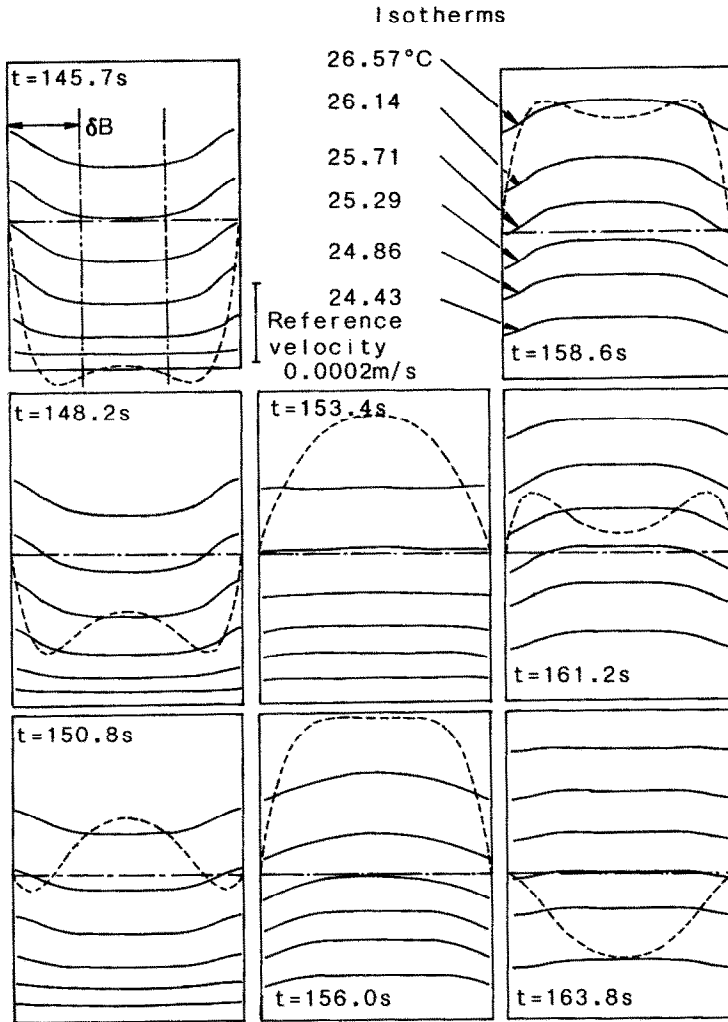 Isotherms
t=145.7s
δB
26.57°C
26.14
25.71
25.29
24.86
24.43
Reference
velocity
0.0002m/s
t=158.6s
t=148.2s
t=153.4s
t=161.2s
t=150.8s
t=156.0s
t=163.8s